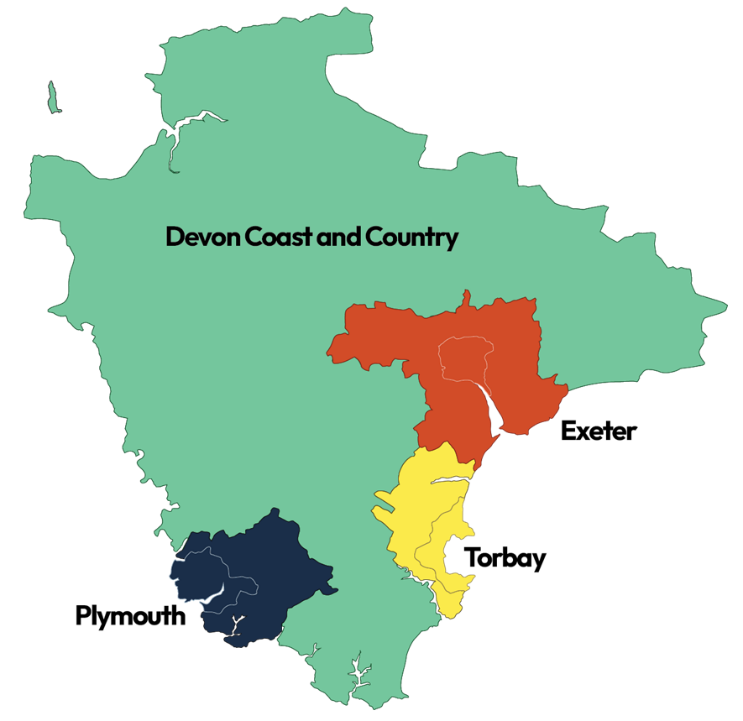 Devon Coast and Country
Exeter
Torbay
Plymouth